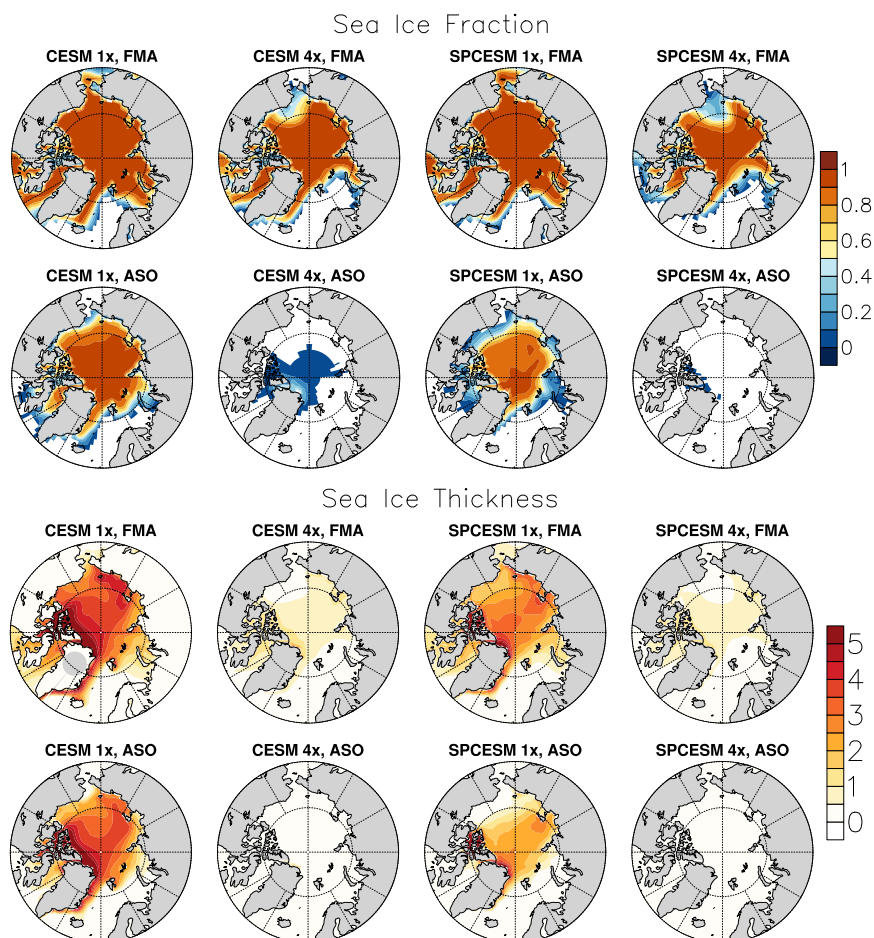 Sea Ice Fraction
CESM 1x, FMA
CESM 4x, FMA
SPCESM 1x, FMA
SPCESM 4x, FMA
1
0.8
0.6
0.4
0.2
0
CESM 1x, ASO
CESM 4x, ASO
SPCESM 1x, ASO
SPCESM 4x, ASO
Sea Ice Thickness
CESM 1x, FMA
CESM 4x, FMA
SPCESM 1x, FMA
SPCESM 4x, FMA
5
4
3
2
1
0
CESM 1x, ASO
CESM 4x, ASO
SPCESM 1x, ASO
SPCESM 4x, ASO